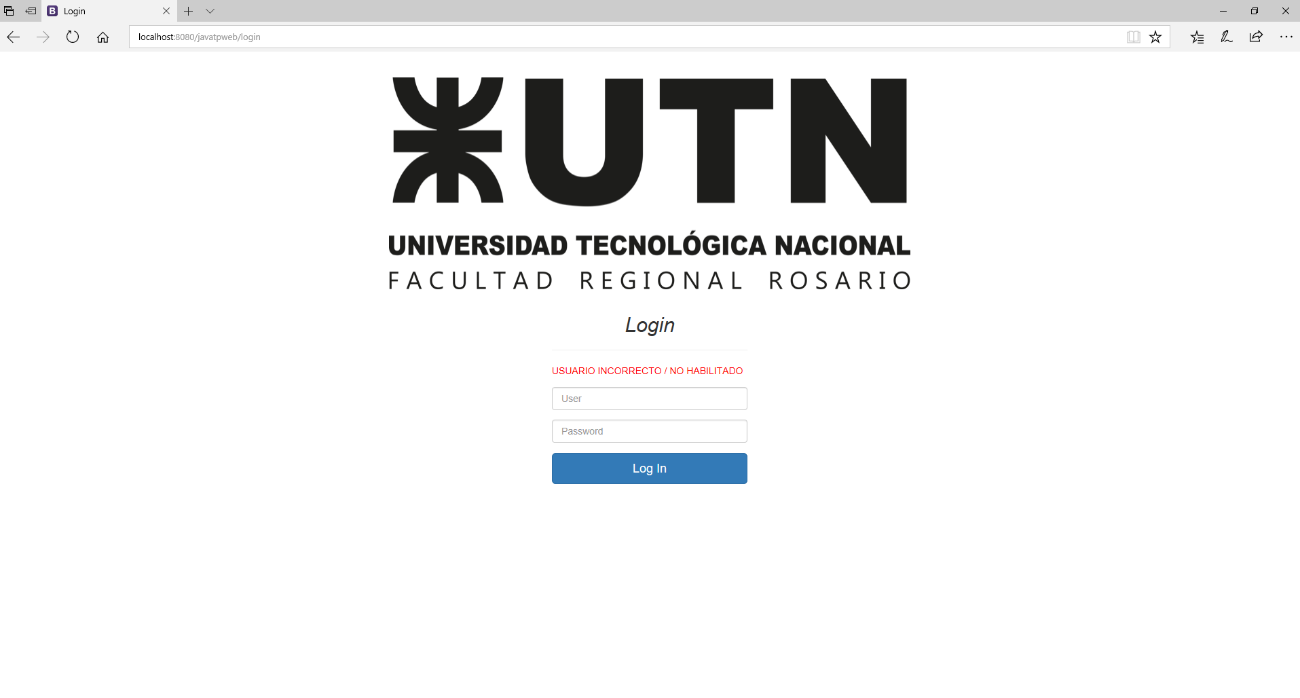 Login
localhost:8080/javatpweb/login
UTN
UNIVERSIDAD TECNOLÓGICA NACIONAL
FACULTAD REGIONAL ROSARIO
Login
USUARIO INCORRECTO / NO HABILITADO
User
Password
Log In